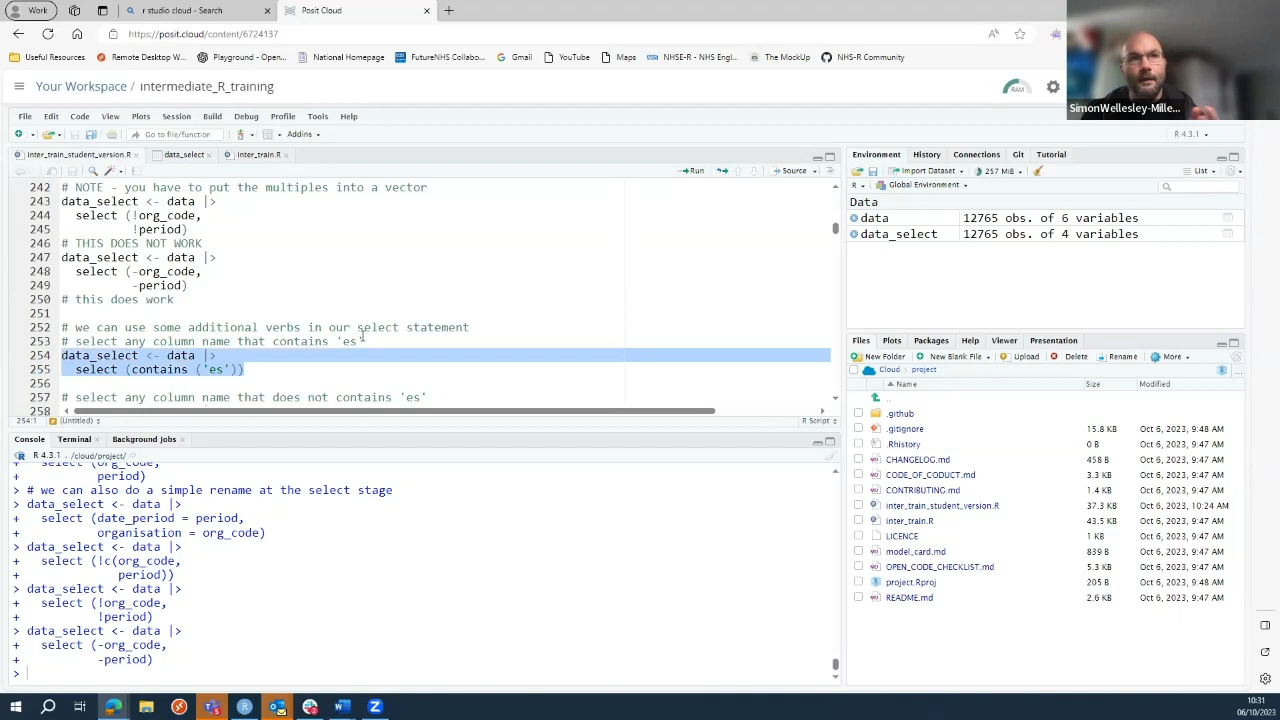 Work
r studio cloud - Search
Posit Cloud
https://posit.cloud/content/6724137
Useful Resources
Remote Desktop W...
Playground - Open...
National Homepage
FutureNHS Collabo...
Gmail
YouTube
Maps
NHSE-R - NHS Engl...
The MockUp
NHS-R Community
Your Workspace / intermediate_R_training
RAM
SimonWellesley-Mille...
File Edit Code View Plots Session Build Debug Profile Tools Help
Go to file/function
Addins
R 4.3.1
inter_train_student_version.R
data_select
inter_train.R
Run
Source
242 # NOTE - you have to put the multiples into a vector
243 data_select <- data |>
244 select (!org_code,
245 !period)
246 # THIS DOES NOT WORK
247 data_select <- data |>
248 select (-org_code,
249 -period)
250 # this does work
251
252 # we can use some additional verbs in our select statement
253 # select any column name that contains 'es'
254 data_select <- data |>
255 select (contains ('es'))
256
257 # select any column name that does not contains 'es'
258
254:1 (Untitled) R Script
Console Terminal Background Jobs
R 4.3.1 . /cloud/project/
+ select (org_code,
+ period)
> # we can also do a simple rename at the select stage
> data_select <- data |>
+ select (date_period = period,
+ organisation = org_code)
> data_select <- data |>
+ select (!c(org_code,
+ period))
> data_select <- data |>
+ select (!org_code,
+ !period)
> data_select <- data |>
+ select (-org_code,
+ -period)
>
Environment History Connections Git Tutorial
Import Dataset 257 MiB List
R Global Environment
Data
data 12765 obs. of 6 variables
data_select 12765 obs. of 4 variables
Files Plots Packages Help Viewer Presentation
New Folder New Blank File Upload Delete Rename More
Cloud project
Name Size Modified
..
.github
.gitignore 15.8 KB Oct 6, 2023, 9:48 AM
.Rhistory 0 B Oct 6, 2023, 9:47 AM
CHANGELOG.md 458 B Oct 6, 2023, 9:47 AM
CODE_OF_CODUCT.md 3.3 KB Oct 6, 2023, 9:47 AM
CONTRIBUTING.md 1.4 KB Oct 6, 2023, 9:47 AM
inter_train_student_version.R 37.3 KB Oct 6, 2023, 10:24 AM
inter_train.R 43.5 KB Oct 6, 2023, 9:47 AM
LICENCE 1 KB Oct 6, 2023, 9:47 AM
model_card.md 839 B Oct 6, 2023, 9:47 AM
OPEN_CODE_CHECKLIST.md 5.3 KB Oct 6, 2023, 9:47 AM
project.Rproj 205 B Oct 6, 2023, 9:48 AM
README.md 2.6 KB Oct 6, 2023, 9:47 AM
10:31
06/10/2023